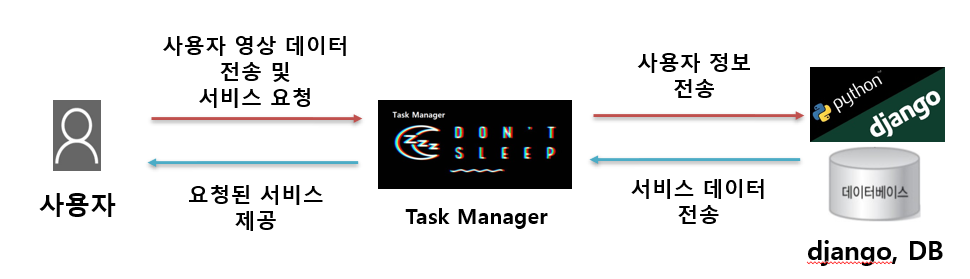 사용자 영상 데이터
전송 및
서비스 요청
사용자 정보
전송
python™
django
Task Manager
zzz
DON'T
SLEEP
데이터베이스
요청된 서비스
제공
서비스 데이터
전송
사용자
Task Manager
django, DB